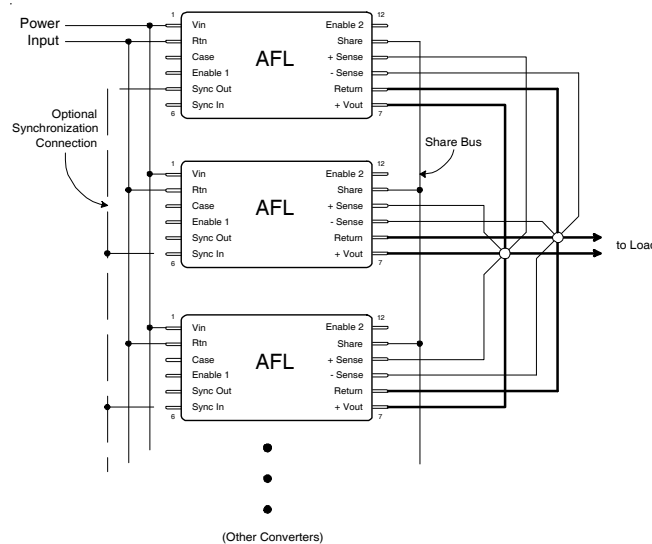 Power
Input
1
12
Vin
Rtn
Case
Enable 1
Sync Out
Sync In
AFL
Enable 2
Share
+ Sense
- Sense
Return
+ Vout
6
7
Optional
Synchronization
Connection
Share Bus
1
12
Vin
Rtn
Case
Enable 1
Sync Out
Sync In
AFL
Enable 2
Share
+ Sense
- Sense
Return
+ Vout
6
7
to Load
1
12
Vin
Rtn
Case
Enable 1
Sync Out
Sync In
AFL
Enable 2
Share
+ Sense
- Sense
Return
+ Vout
6
7
(Other Converters)